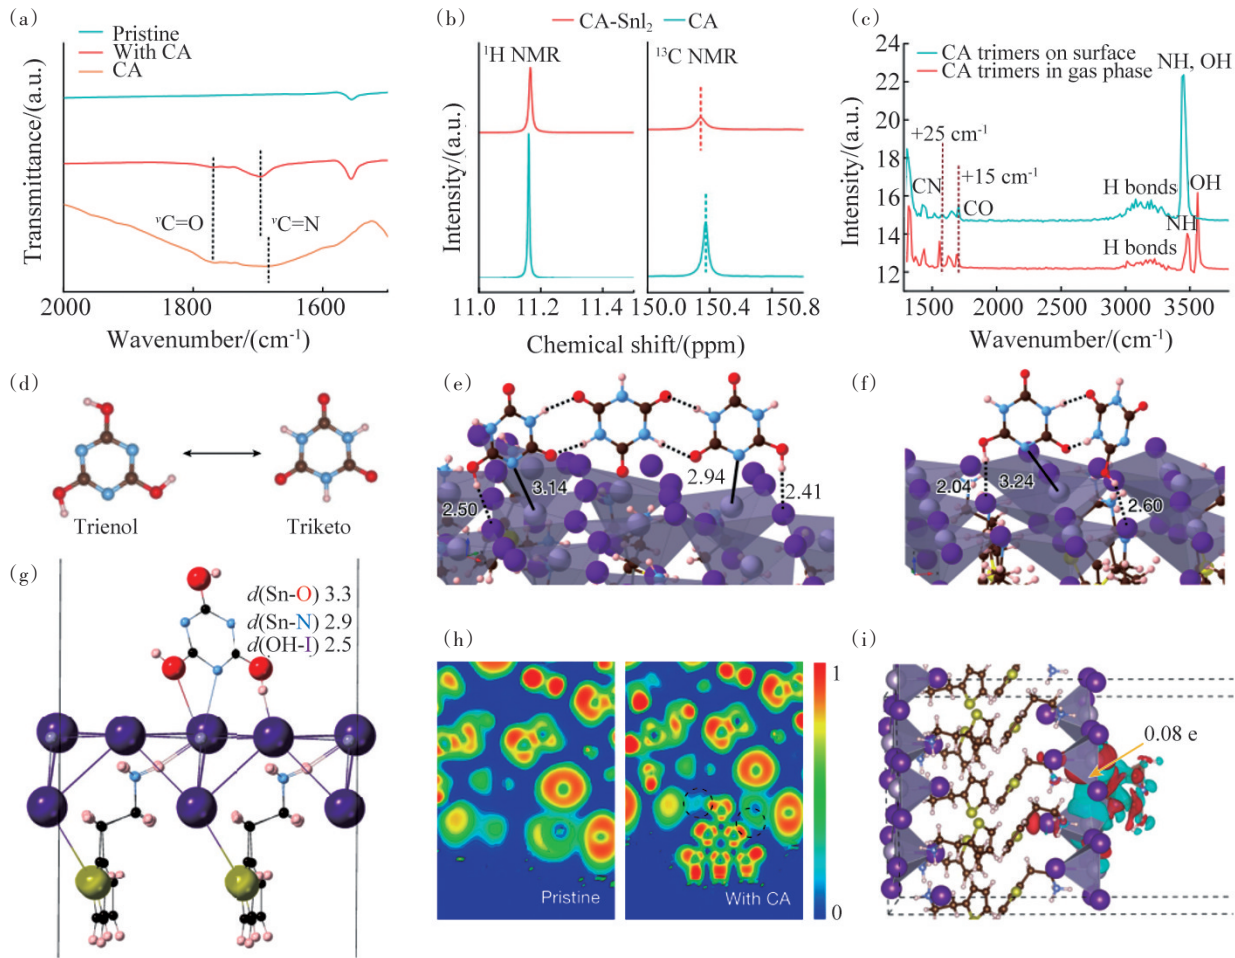 (a)
Pristine
With CA
CA
Transmittance/(a.u.)
νC=O
νC=N
2000
1800
1600
Wavenumber/(cm-1)
(b)
CA-SnI2
CA
1H NMR
13C NMR
Intensity/(a.u.)
11.0
11.2
11.4
150.0
150.4
150.8
Chemical shift/(ppm)
(c)
CA trimers on surface
CA trimers in gas phase
NH, OH
+25 cm-1
+15 cm-1
CN
CO
H bonds
OH
NH
H bonds
Intensity/(a.u.)
24
22
20
18
16
14
12
1500
2000
2500
3000
3500
Wavenumber/(cm-1)
(d)
Trienol
Triketo
(e)
2.50
3.14
2.94
2.41
(f)
2.04
3.24
2.60
(g)
d(Sn-O) 3.3
d(Sn-N) 2.9
d(OH-I) 2.5
(h)
Pristine
With CA
1
0
(i)
0.08 e